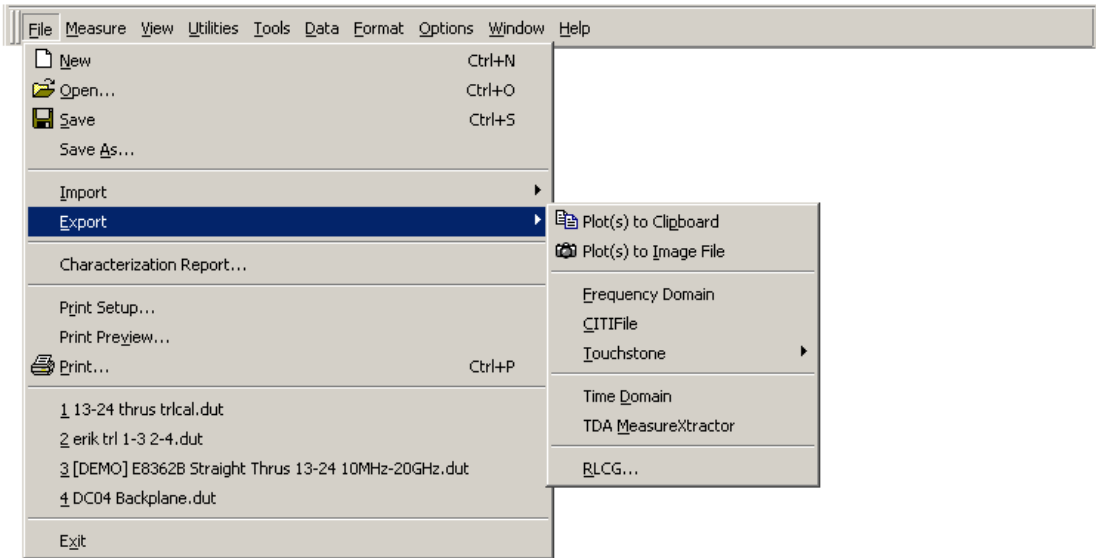 File Measure View Utilities Tools Data Format Options Window Help
New Ctrl+N
Open... Ctrl+O
Save Ctrl+S
Save As...
Import
Export
Characterization Report...
Print Setup...
Print Preview...
Print... Ctrl+P
1 13-24 thrus trlcal.dut
2 erik trl 1-3 2-4.dut
3 [DEMO] E8362B Straight Thrus 13-24 10MHz-20GHz.dut
4 DC04 Backplane.dut
Exit
Plot(s) to Clipboard
Plot(s) to Image File
Frequency Domain
CITIFile
Touchstone
Time Domain
TDA MeasureXtractor
RLCG...